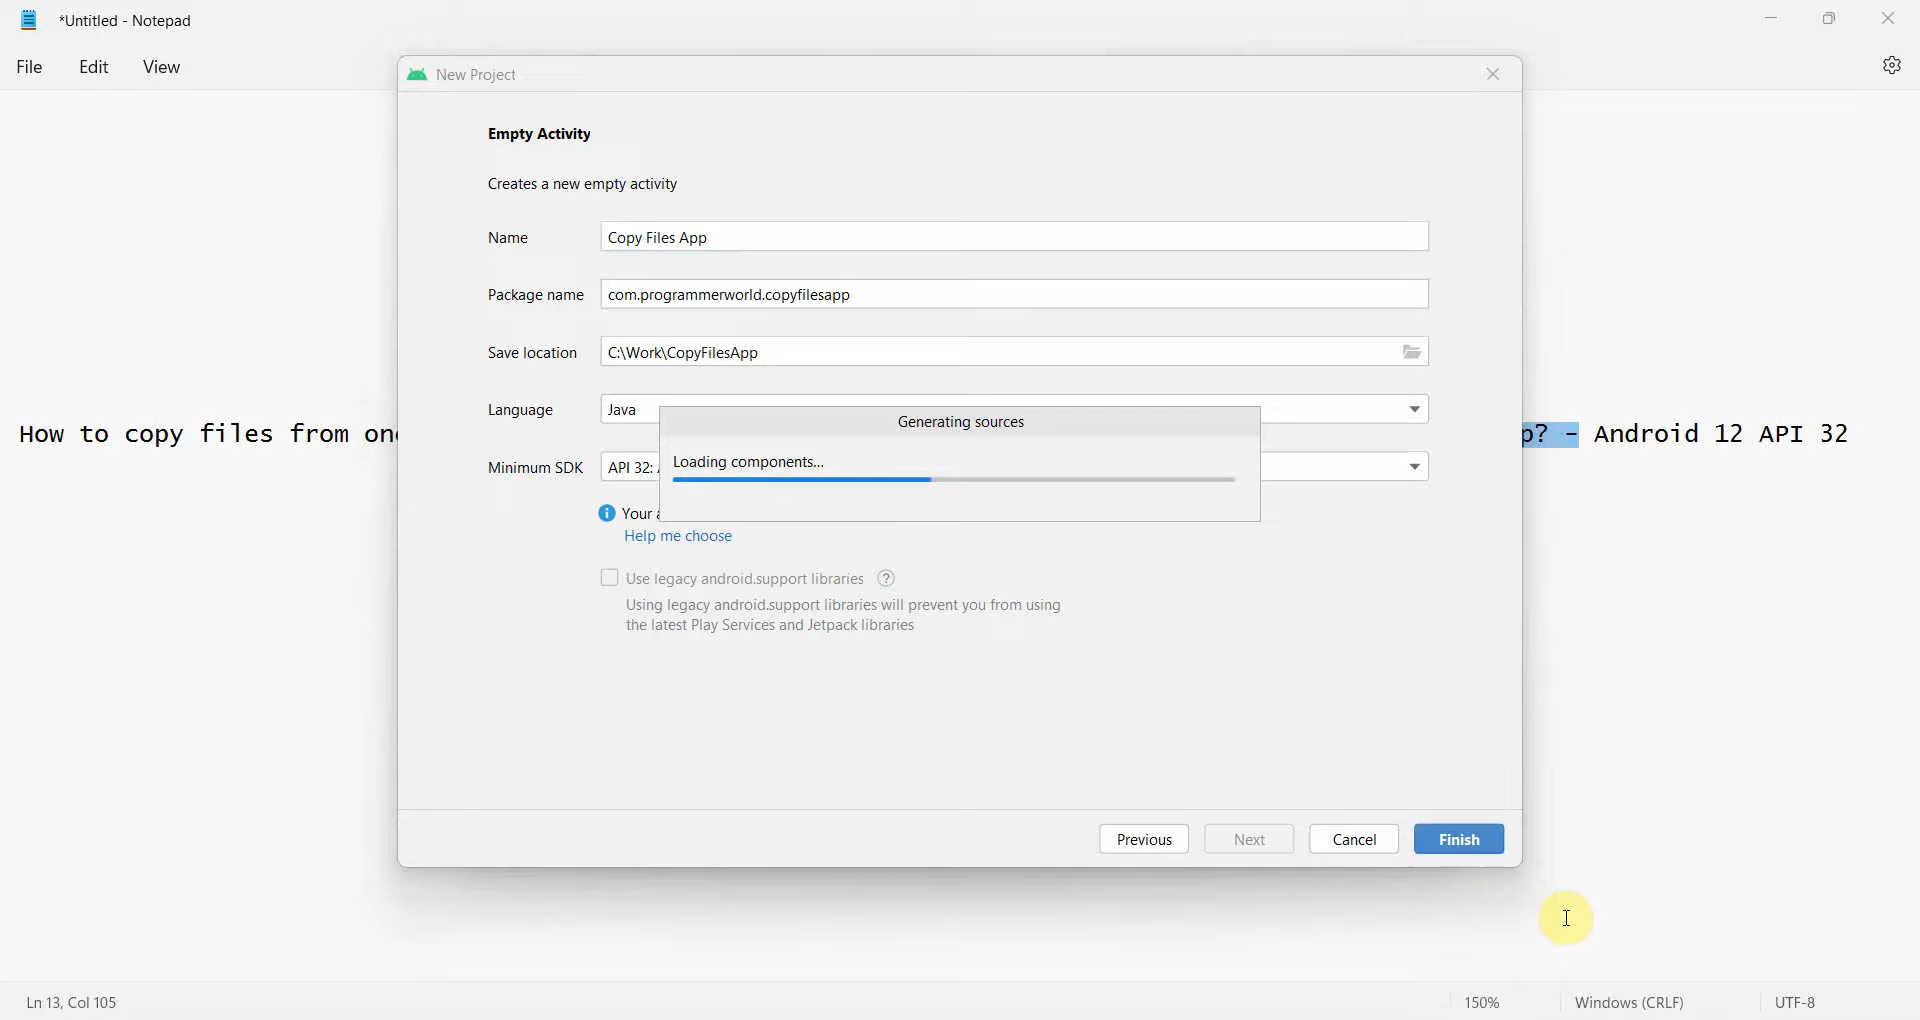 *Untitled - Notepad
File Edit View
New Project
Empty Activity
Creates a new empty activity
Name Copy Files App
Package name com.programmerworld.copyfilesapp
Save location C:\Work\CopyFilesApp
Language Java
Generating sources
How to copy files from on p? - Android 12 API 32
Loading components...
Minimum SDK API 32:
Your
Help me choose
Use legacy android.support libraries ?
Using legacy android.support libraries will prevent you from using
the latest Play Services and Jetpack libraries
Previous Next Cancel Finish
Ln 13, Col 105 150% Windows (CRLF) UTF-8